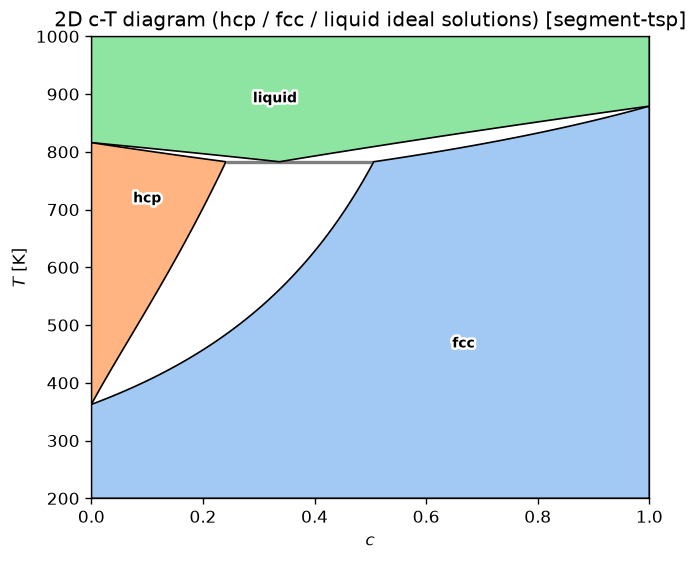 2D c-T diagram (hcp / fcc / liquid ideal solutions) [segment-tsp]
1000
900
800
700
600
500
400
300
200
T [K]
liquid
hcp
fcc
0.0 0.2 0.4 0.6 0.8 1.0
c